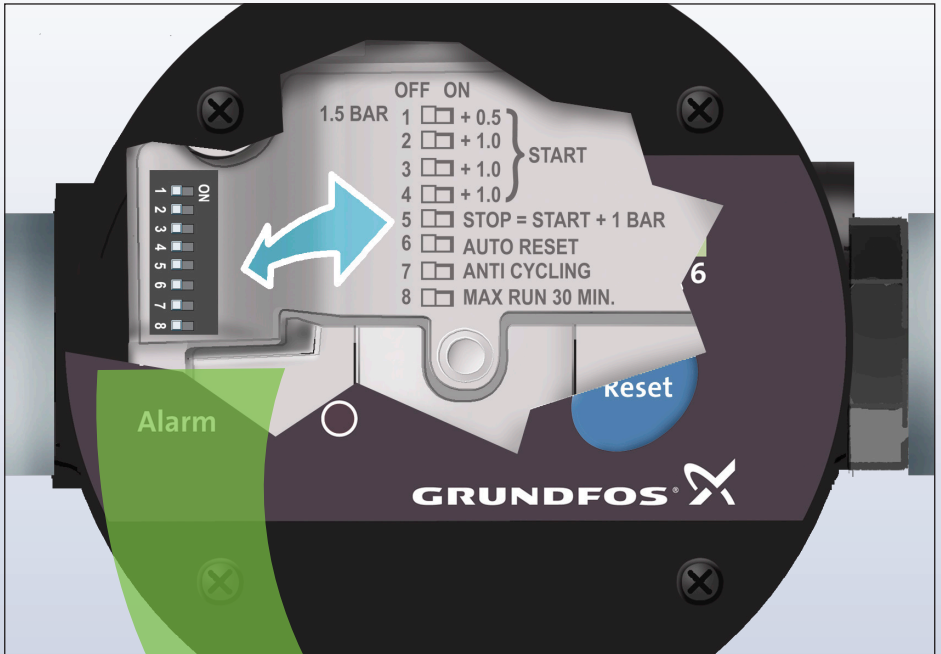 OFF ON
1.5 BAR 1 + 0.5
2 + 1.0
3 + 1.0
4 + 1.0
START
5 STOP = START + 1 BAR
6 AUTO RESET
7 ANTI CYCLING
8 MAX RUN 30 MIN.
ON
1 2 3 4 5 6 7 8
6
Alarm
Reset
GRUNDFOS®